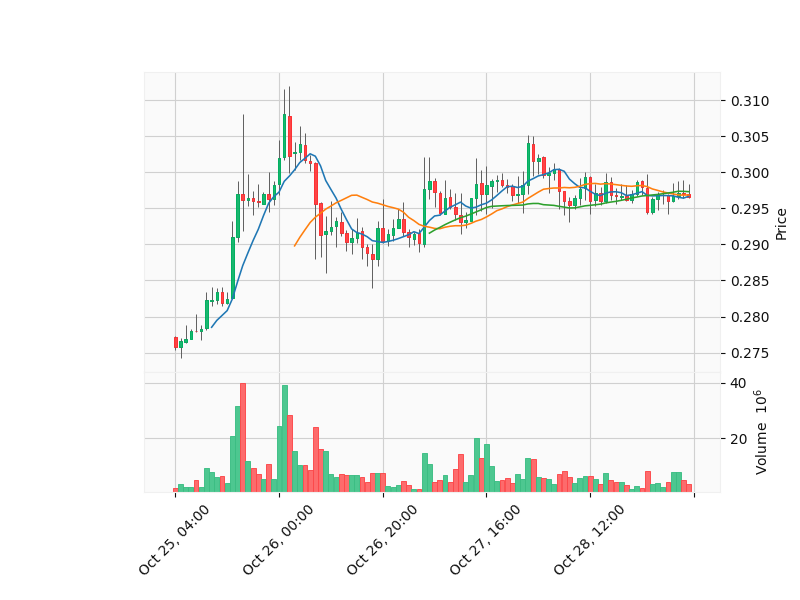 0.310
0.305
0.300
0.295
0.290
0.285
0.280
0.275
Price
40
20
Volume 10⁶
Oct 25, 04:00
Oct 26, 00:00
Oct 26, 20:00
Oct 27, 16:00
Oct 28, 12:00